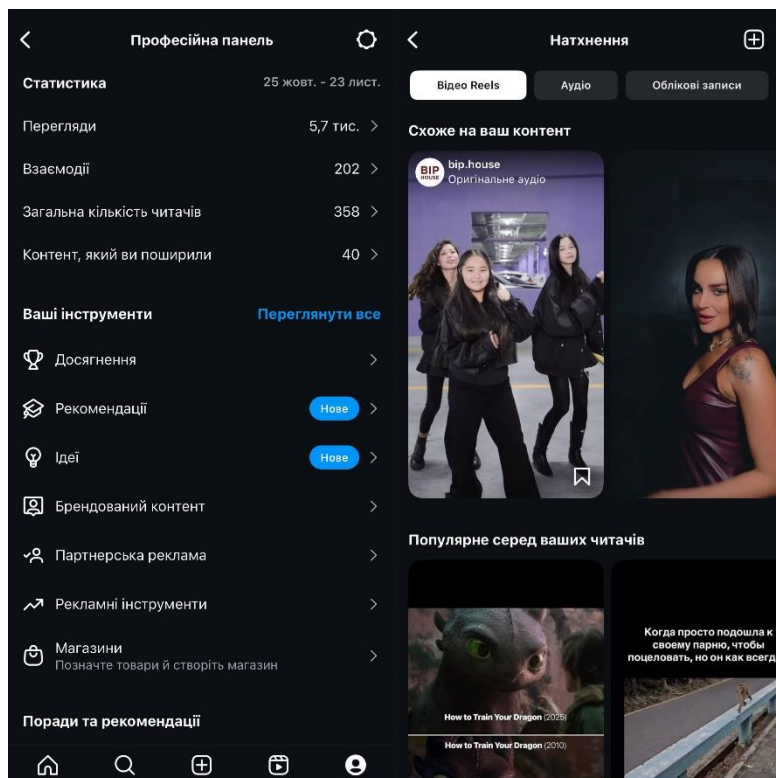 Професійна панель
Статистика
25 жовт. - 23 лист.
Перегляди
5,7 тис.
Взаємодії
202
Загальна кількість читачів
358
Контент, який ви поширили
40
Ваші інструменти
Переглянути все
Досягнення
Рекомендації
Нове
Ідеї
Нове
Брендований контент
Партнерська реклама
Рекламні інструменти
Магазини
Позначте товари й створіть магазин
Поради та рекомендації
Натхнення
Відео Reels
Аудіо
Облікові записи
Схоже на ваш контент
BIP
HOUSE
bip.house
Оригінальне аудіо
Популярне серед ваших читачів
How to Train Your Dragon (2025)
How to Train Your Dragon (2010)
Когда просто подошла к
своему парню, чтобы
поцеловать, но он как всегд